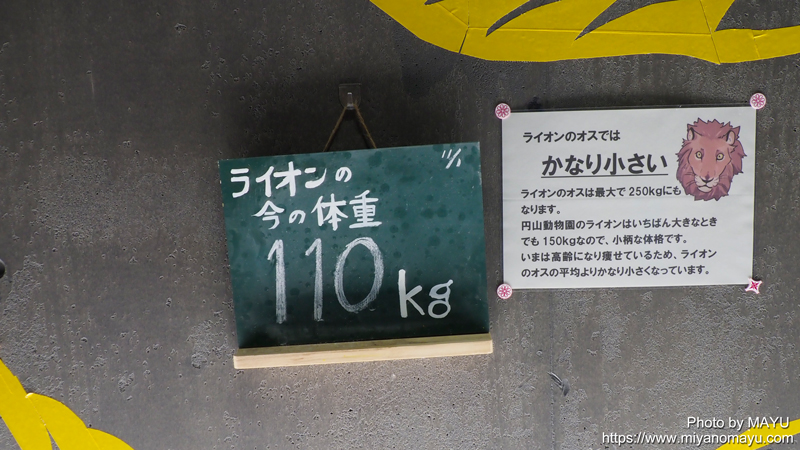 11/1
ライオンの
今の体重
110kg
ライオンのオスでは
かなり小さい
ライオンのオスは最大で250kgにも
なります。
円山動物園のライオンはいちばん大きなとき
でも150kgなので、小柄な体格です。
いまは高齢になり痩せているため、ライオン
のオスの平均よりかなり小さくなっています。
Photo by MAYU
https://www.miyanomayu.com/